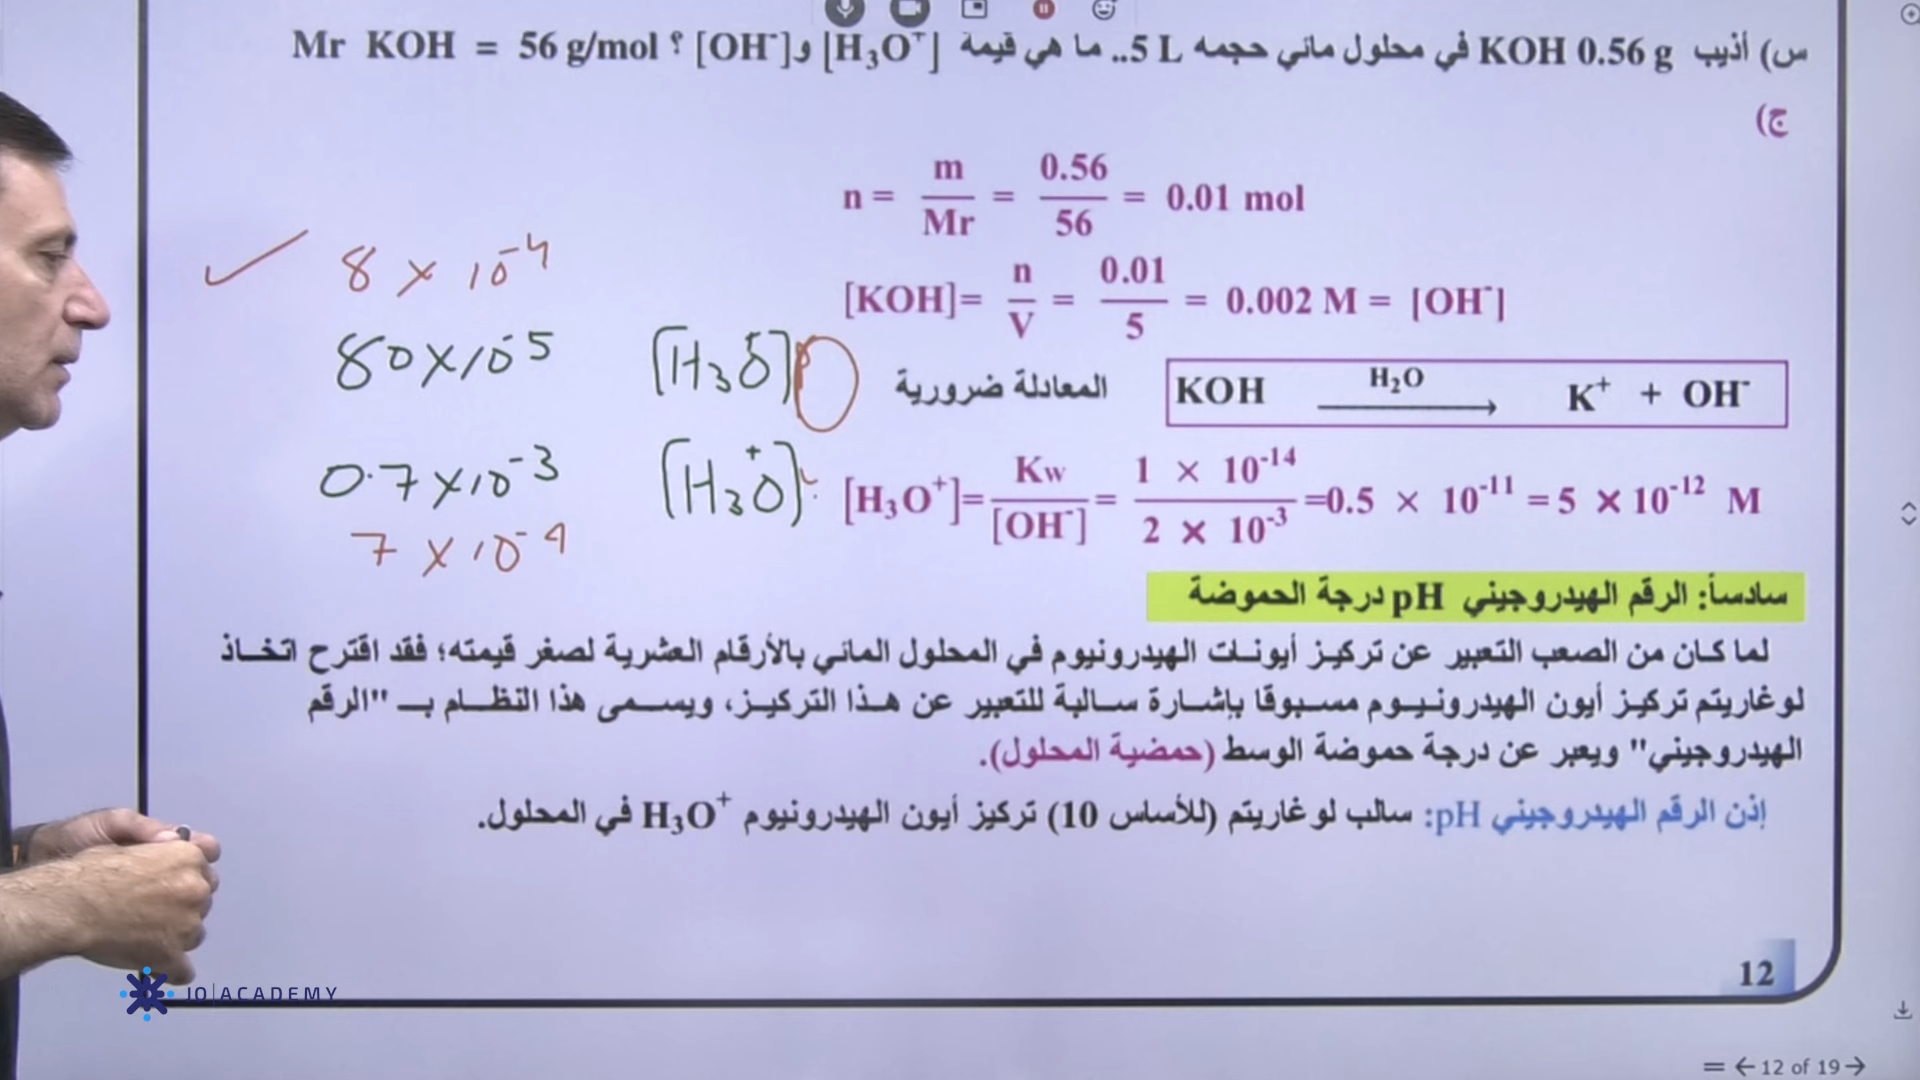 س) أذيب KOH 0.56 g في محلول مائي حجمه 5 L.. ما هي قيمة [H₃O⁺] و[OH⁻] ؟ Mr KOH = 56 g/mol
ج)
n = m/Mr = 0.56/56 = 0.01 mol
8 × 10⁻⁴
[KOH]= n/V = 0.01/5 = 0.002 M = [OH⁻]
80×10⁻⁵ [H₃O⁺]
المعادلة ضرورية KOH H₂O → K⁺ + OH⁻
0.7×10⁻³ [H₃O⁺]
[H₃O⁺]= Kw/[OH⁻] = 1 × 10⁻¹⁴/2 × 10⁻³ =0.5 × 10⁻¹¹ = 5 × 10⁻¹² M
7 × 10⁻⁴
سادساً: الرقم الهيدروجيني pH درجة الحموضة
لما كان من الصعب التعبير عن تركيز أيونات الهيدرونيوم في المحلول المائي بالأرقام العشرية لصغر قيمته؛ فقد اقترح اتخاذ
لوغاريتم تركيز أيون الهيدرونيوم مسبوقا بإشارة سالبة للتعبير عن هذا التركيز، ويسمى هذا النظام بـ "الرقم
الهيدروجيني" ويعبر عن درجة حموضة الوسط (حمضية المحلول).
إذن الرقم الهيدروجيني pH: سالب لوغاريتم (للأساس 10) تركيز أيون الهيدرونيوم H₃O⁺ في المحلول.
12
JO|ACADEMY
12 of 19